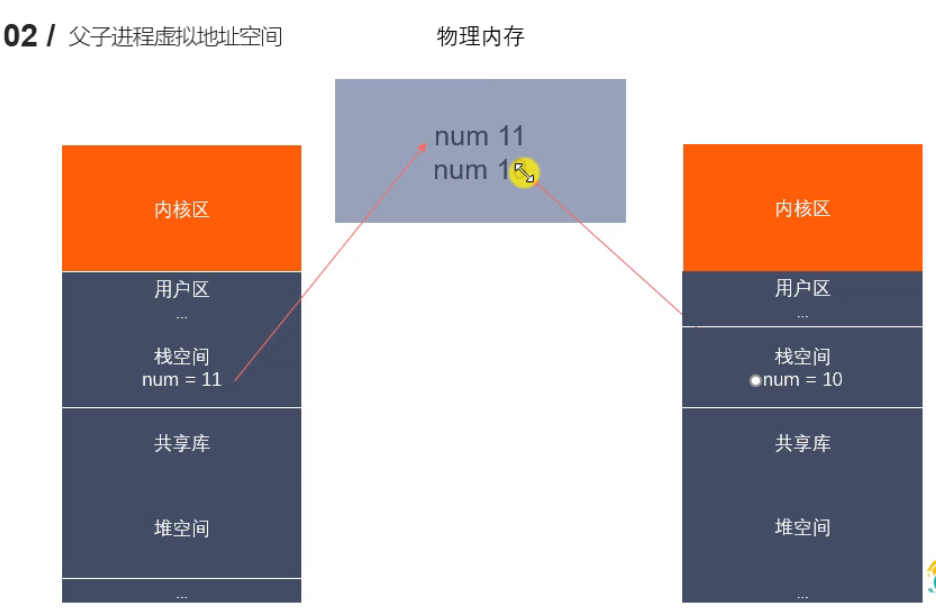 02 / 父子进程虚拟地址空间
物理内存
num 11
num 1
内核区
用户区
...
栈空间
num = 11
共享库
堆空间
...
内核区
用户区
...
栈空间
num = 10
共享库
堆空间
...